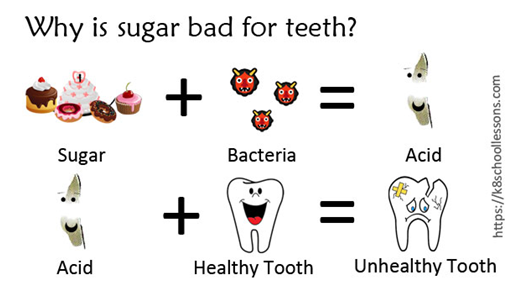 Why is sugar bad for teeth?
Sugar
Bacteria
Acid
Acid
Healthy Tooth
Unhealthy Tooth
https://k8schoollessons.com